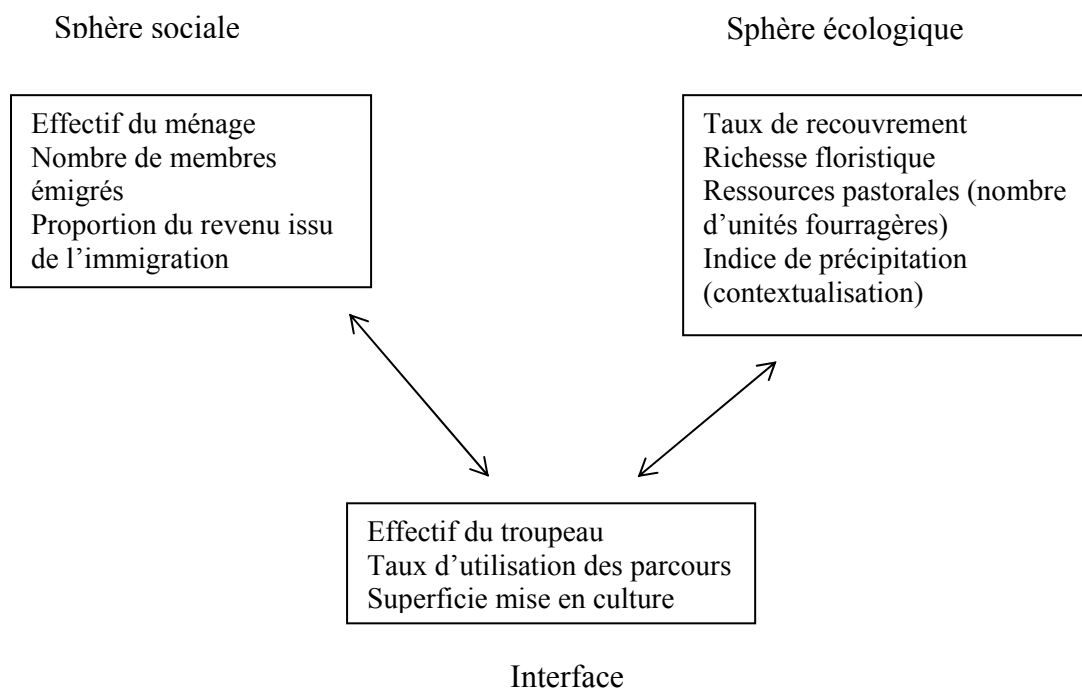 Sphère sociale
Sphère écologique
Effectif du ménage
Nombre de membres
émigrés
Proportion du revenu issu
de l’immigration
Taux de recouvrement
Richesse floristique
Ressources pastorales (nombre
d’unités fourragères)
Indice de précipitation
(contextualisation)
Effectif du troupeau
Taux d’utilisation des parcours
Superficie mise en culture
Interface